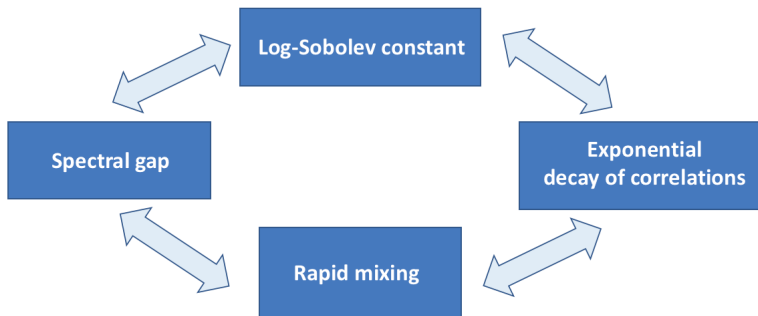 Log-Sobolev constant
Spectral gap
Exponential
decay of correlations
Rapid mixing